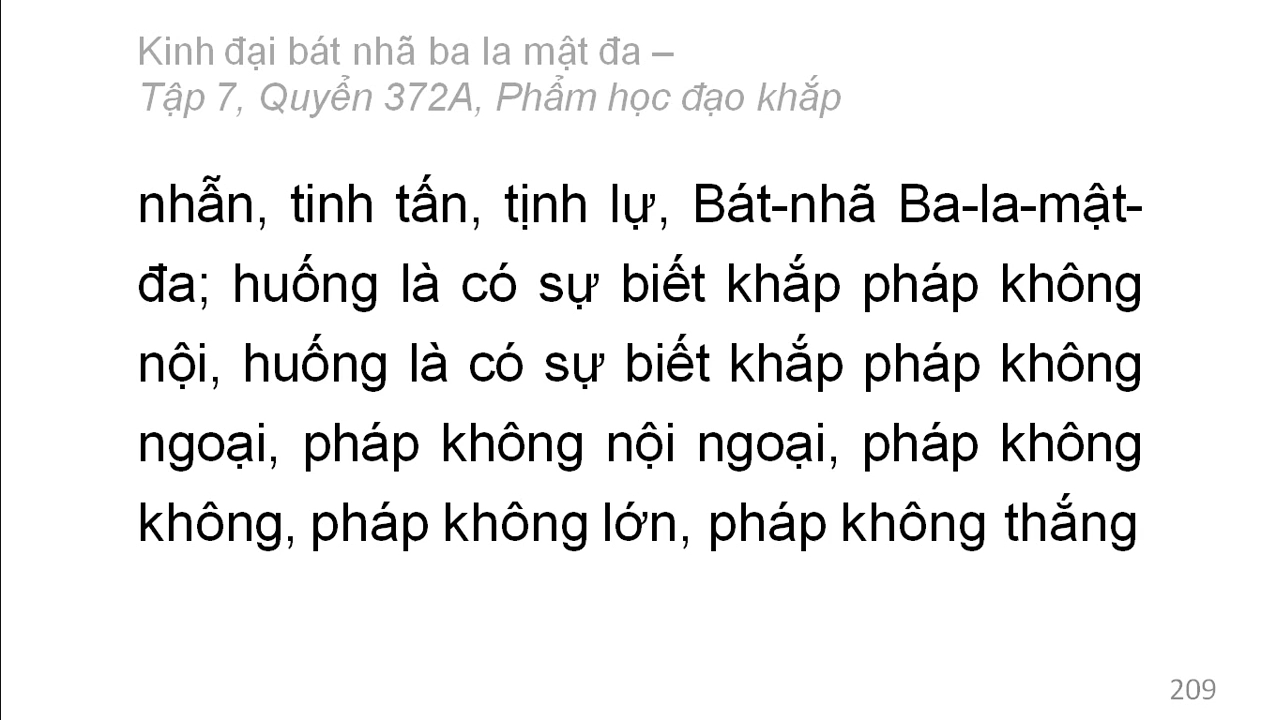 Kinh đại bát nhã ba la mật đa –
Tập 7, Quyển 372A, Phẩm học đạo khắp
nhẫn, tinh tấn, tịnh lự, Bát-nhã Ba-la-mật-
đa; huống là có sự biết khắp pháp không
nội, huống là có sự biết khắp pháp không
ngoại, pháp không nội ngoại, pháp không
không, pháp không lớn, pháp không thắng
209